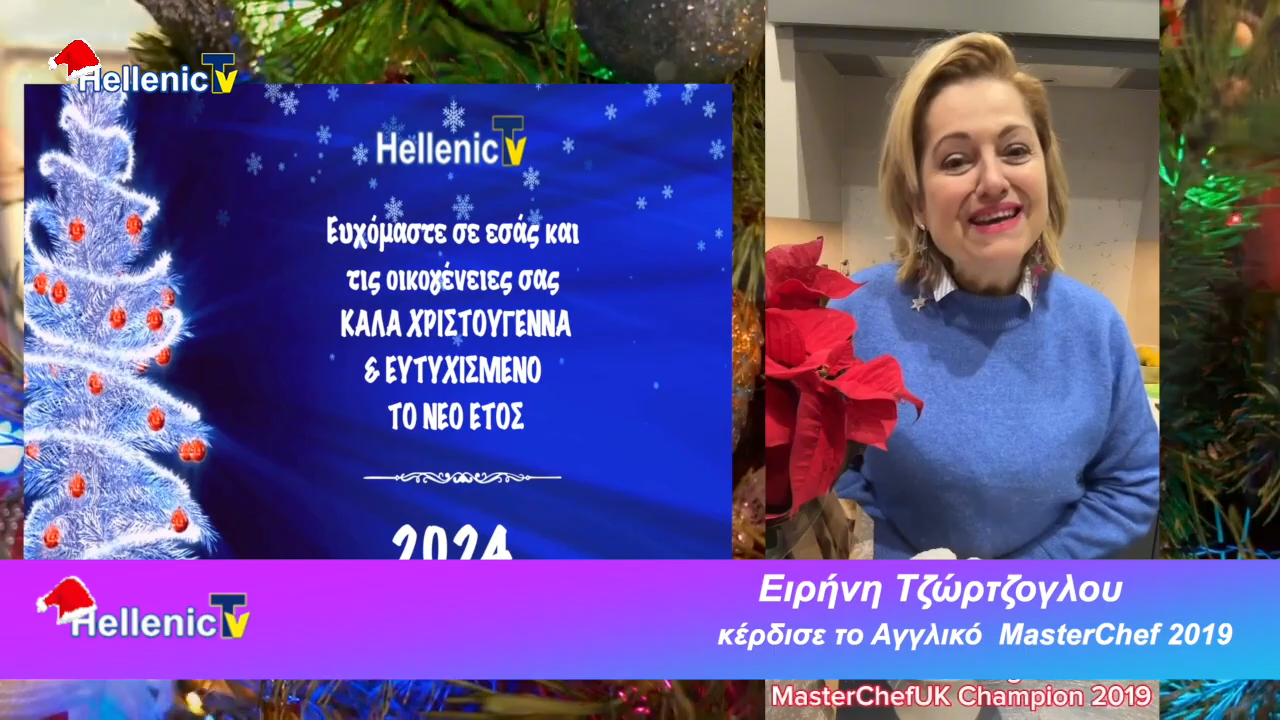 HellenicTv
HellenicTv
Ευχόμαστε σε εσάς και
τις οικογένειες σας
ΚΑΛΑ ΧΡΙΣΤΟΥΓΕΝΝΑ
& ΕΥΤΥΧΙΣΜΕΝΟ
ΤΟ ΝΕΟ ΕΤΟΣ
2024
HellenicTv
Ειρήνη Τζώρτζογλου
κέρδισε το Αγγλικό MasterChef 2019
MasterChefUK Champion 2019